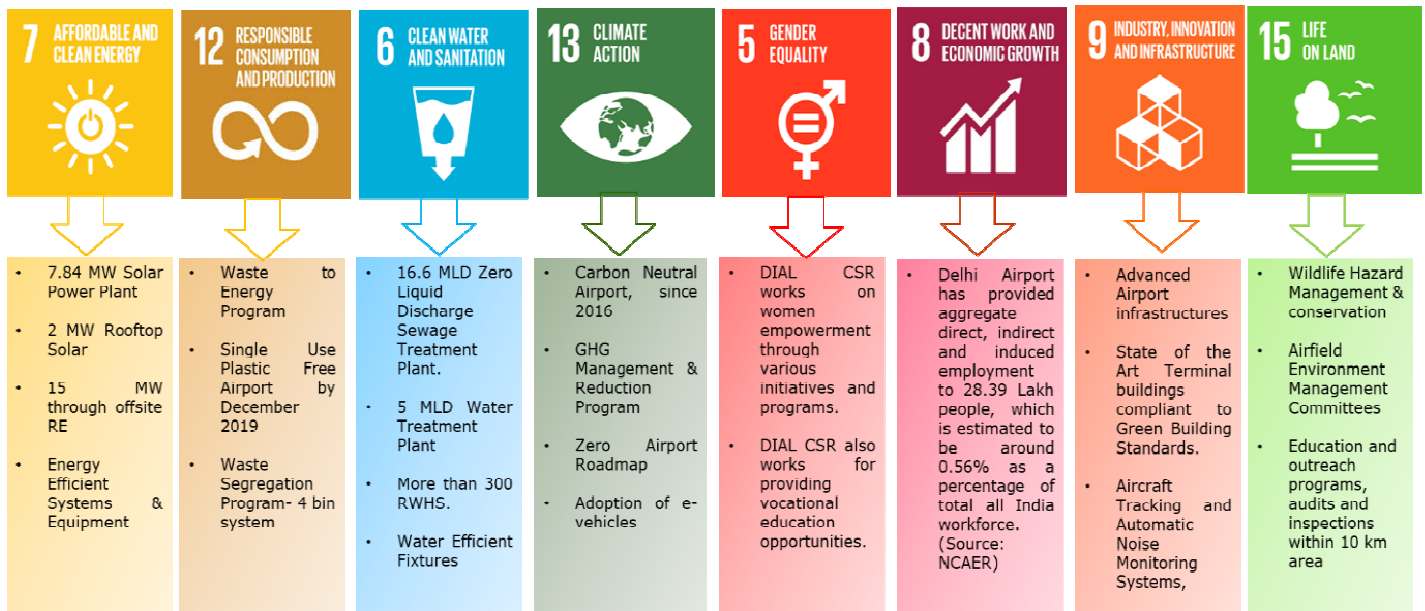 7 AFFORDABLE AND
CLEAN ENERGY
12 RESPONSIBLE
CONSUMPTION
AND PRODUCTION
6 CLEAN WATER
AND SANITATION
13 CLIMATE
ACTION
5 GENDER
EQUALITY
8 DECENT WORK AND
ECONOMIC GROWTH
9 INDUSTRY, INNOVATION
AND INFRASTRUCTURE
15 LIFE
ON LAND
• 7.84 MW Solar
Power Plant
• 2 MW Rooftop
Solar
• 15 MW
through offsite
RE
• Energy
Efficient
Systems &
Equipment
• Waste to
Energy
Program
• Single Use
Plastic Free
Airport by
December
2019
• Waste
Segregation
Program- 4 bin
system
• 16.6 MLD Zero
Liquid
Discharge
Sewage
Treatment
Plant.
• 5 MLD Water
Treatment
Plant
• More than 300
RWHS.
• Water Efficient
Fixtures
• Carbon Neutral
Airport, since
2016
• GHG
Management &
Reduction
Program
• Zero Airport
Roadmap
• Adoption of e-
vehicles
• DIAL CSR
works on
women
empowerment
through
various
initiatives and
programs.
• DIAL CSR also
works for
providing
vocational
education
opportunities.
• Delhi Airport
has provided
aggregate
direct, indirect
and induced
employment
to 28.39 Lakh
people, which
is estimated to
be around
0.56% as a
percentage of
total all India
workforce.
(Source:
NCAER)
• Advanced
Airport
infrastructures
• State of the
Art Terminal
buildings
compliant to
Green Building
Standards.
• Aircraft
Tracking and
Automatic
Noise
Monitoring
Systems,
• Wildlife Hazard
Management &
conservation
• Airfield
Environment
Management
Committees
• Education and
outreach
programs,
audits and
inspections
within 10 km
area